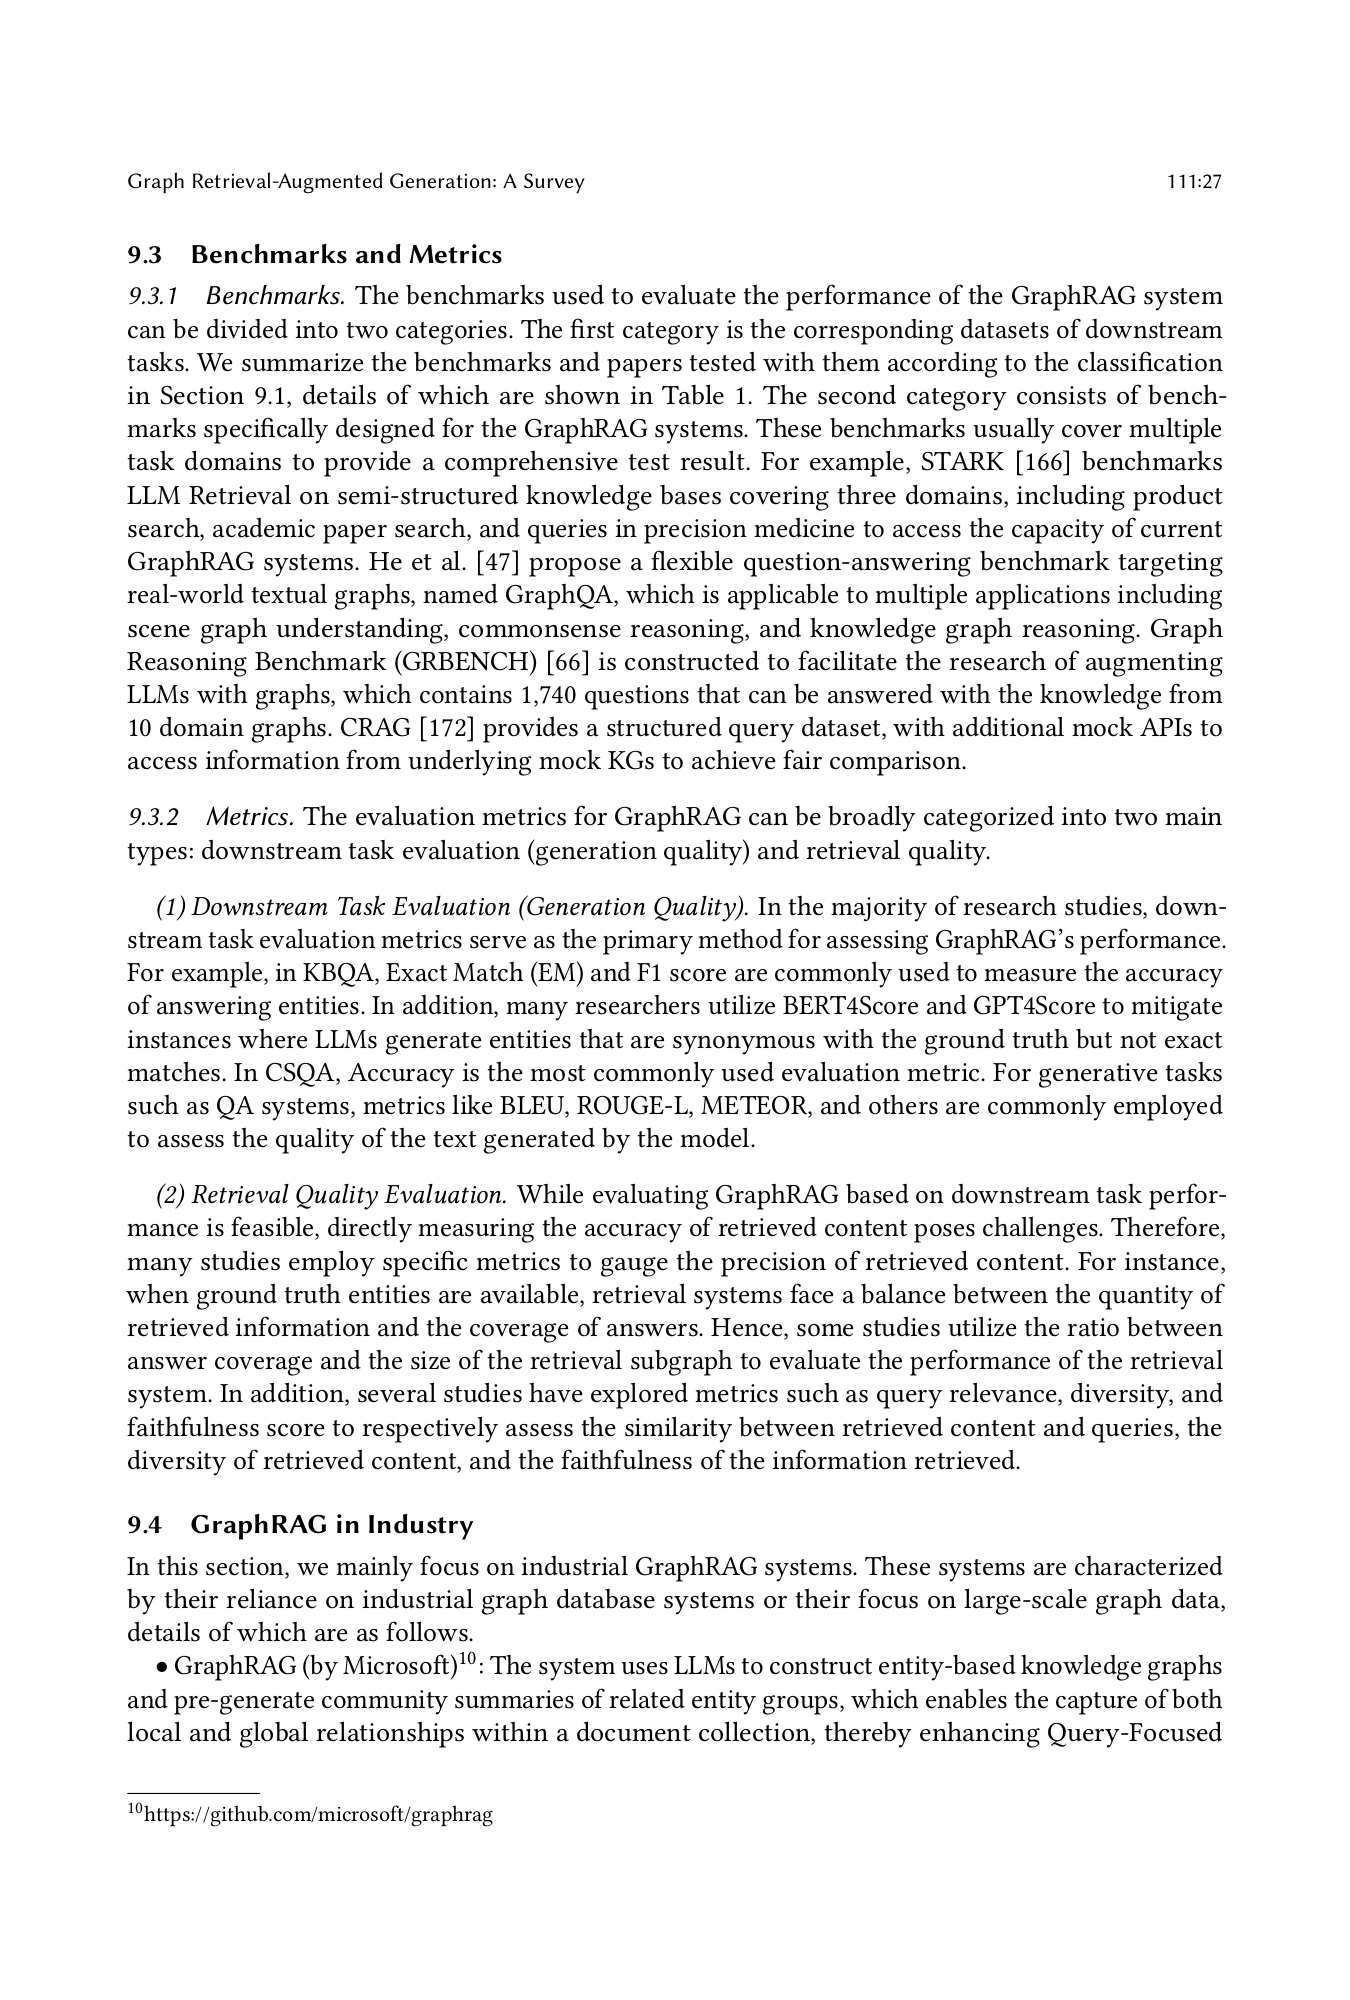 Graph Retrieval-Augmented Generation: A Survey 111:27
9.3 Benchmarks and Metrics
9.3.1 Benchmarks. The benchmarks used to evaluate the performance of the GraphRAG system
can be divided into two categories. The first category is the corresponding datasets of downstream
tasks. We summarize the benchmarks and papers tested with them according to the classification
in Section 9.1, details of which are shown in Table 1. The second category consists of bench-
marks specifically designed for the GraphRAG systems. These benchmarks usually cover multiple
task domains to provide a comprehensive test result. For example, STARK [166] benchmarks
LLM Retrieval on semi-structured knowledge bases covering three domains, including product
search, academic paper search, and queries in precision medicine to access the capacity of current
GraphRAG systems. He et al. [47] propose a flexible question-answering benchmark targeting
real-world textual graphs, named GraphQA, which is applicable to multiple applications including
scene graph understanding, commonsense reasoning, and knowledge graph reasoning. Graph
Reasoning Benchmark (GRBENCH) [66] is constructed to facilitate the research of augmenting
LLMs with graphs, which contains 1,740 questions that can be answered with the knowledge from
10 domain graphs. CRAG [172] provides a structured query dataset, with additional mock APIs to
access information from underlying mock KGs to achieve fair comparison.
9.3.2 Metrics. The evaluation metrics for GraphRAG can be broadly categorized into two main
types: downstream task evaluation (generation quality) and retrieval quality.
(1) Downstream Task Evaluation (Generation Quality). In the majority of research studies, down-
stream task evaluation metrics serve as the primary method for assessing GraphRAG's performance.
For example, in KBQA, Exact Match (EM) and F1 score are commonly used to measure the accuracy
of answering entities. In addition, many researchers utilize BERT4Score and GPT4Score to mitigate
instances where LLMs generate entities that are synonymous with the ground truth but not exact
matches. In CSQA, Accuracy is the most commonly used evaluation metric. For generative tasks
such as QA systems, metrics like BLEU, ROUGE-L, METEOR, and others are commonly employed
to assess the quality of the text generated by the model.
(2) Retrieval Quality Evaluation. While evaluating GraphRAG based on downstream task perfor-
mance is feasible, directly measuring the accuracy of retrieved content poses challenges. Therefore,
many studies employ specific metrics to gauge the precision of retrieved content. For instance,
when ground truth entities are available, retrieval systems face a balance between the quantity of
retrieved information and the coverage of answers. Hence, some studies utilize the ratio between
answer coverage and the size of the retrieval subgraph to evaluate the performance of the retrieval
system. In addition, several studies have explored metrics such as query relevance, diversity, and
faithfulness score to respectively assess the similarity between retrieved content and queries, the
diversity of retrieved content, and the faithfulness of the information retrieved.
9.4 GraphRAG in Industry
In this section, we mainly focus on industrial GraphRAG systems. These systems are characterized
by their reliance on industrial graph database systems or their focus on large-scale graph data,
details of which are as follows.
• GraphRAG (by Microsoft)10: The system uses LLMs to construct entity-based knowledge graphs
and pre-generate community summaries of related entity groups, which enables the capture of both
local and global relationships within a document collection, thereby enhancing Query-Focused
10https://github.com/microsoft/graphrag